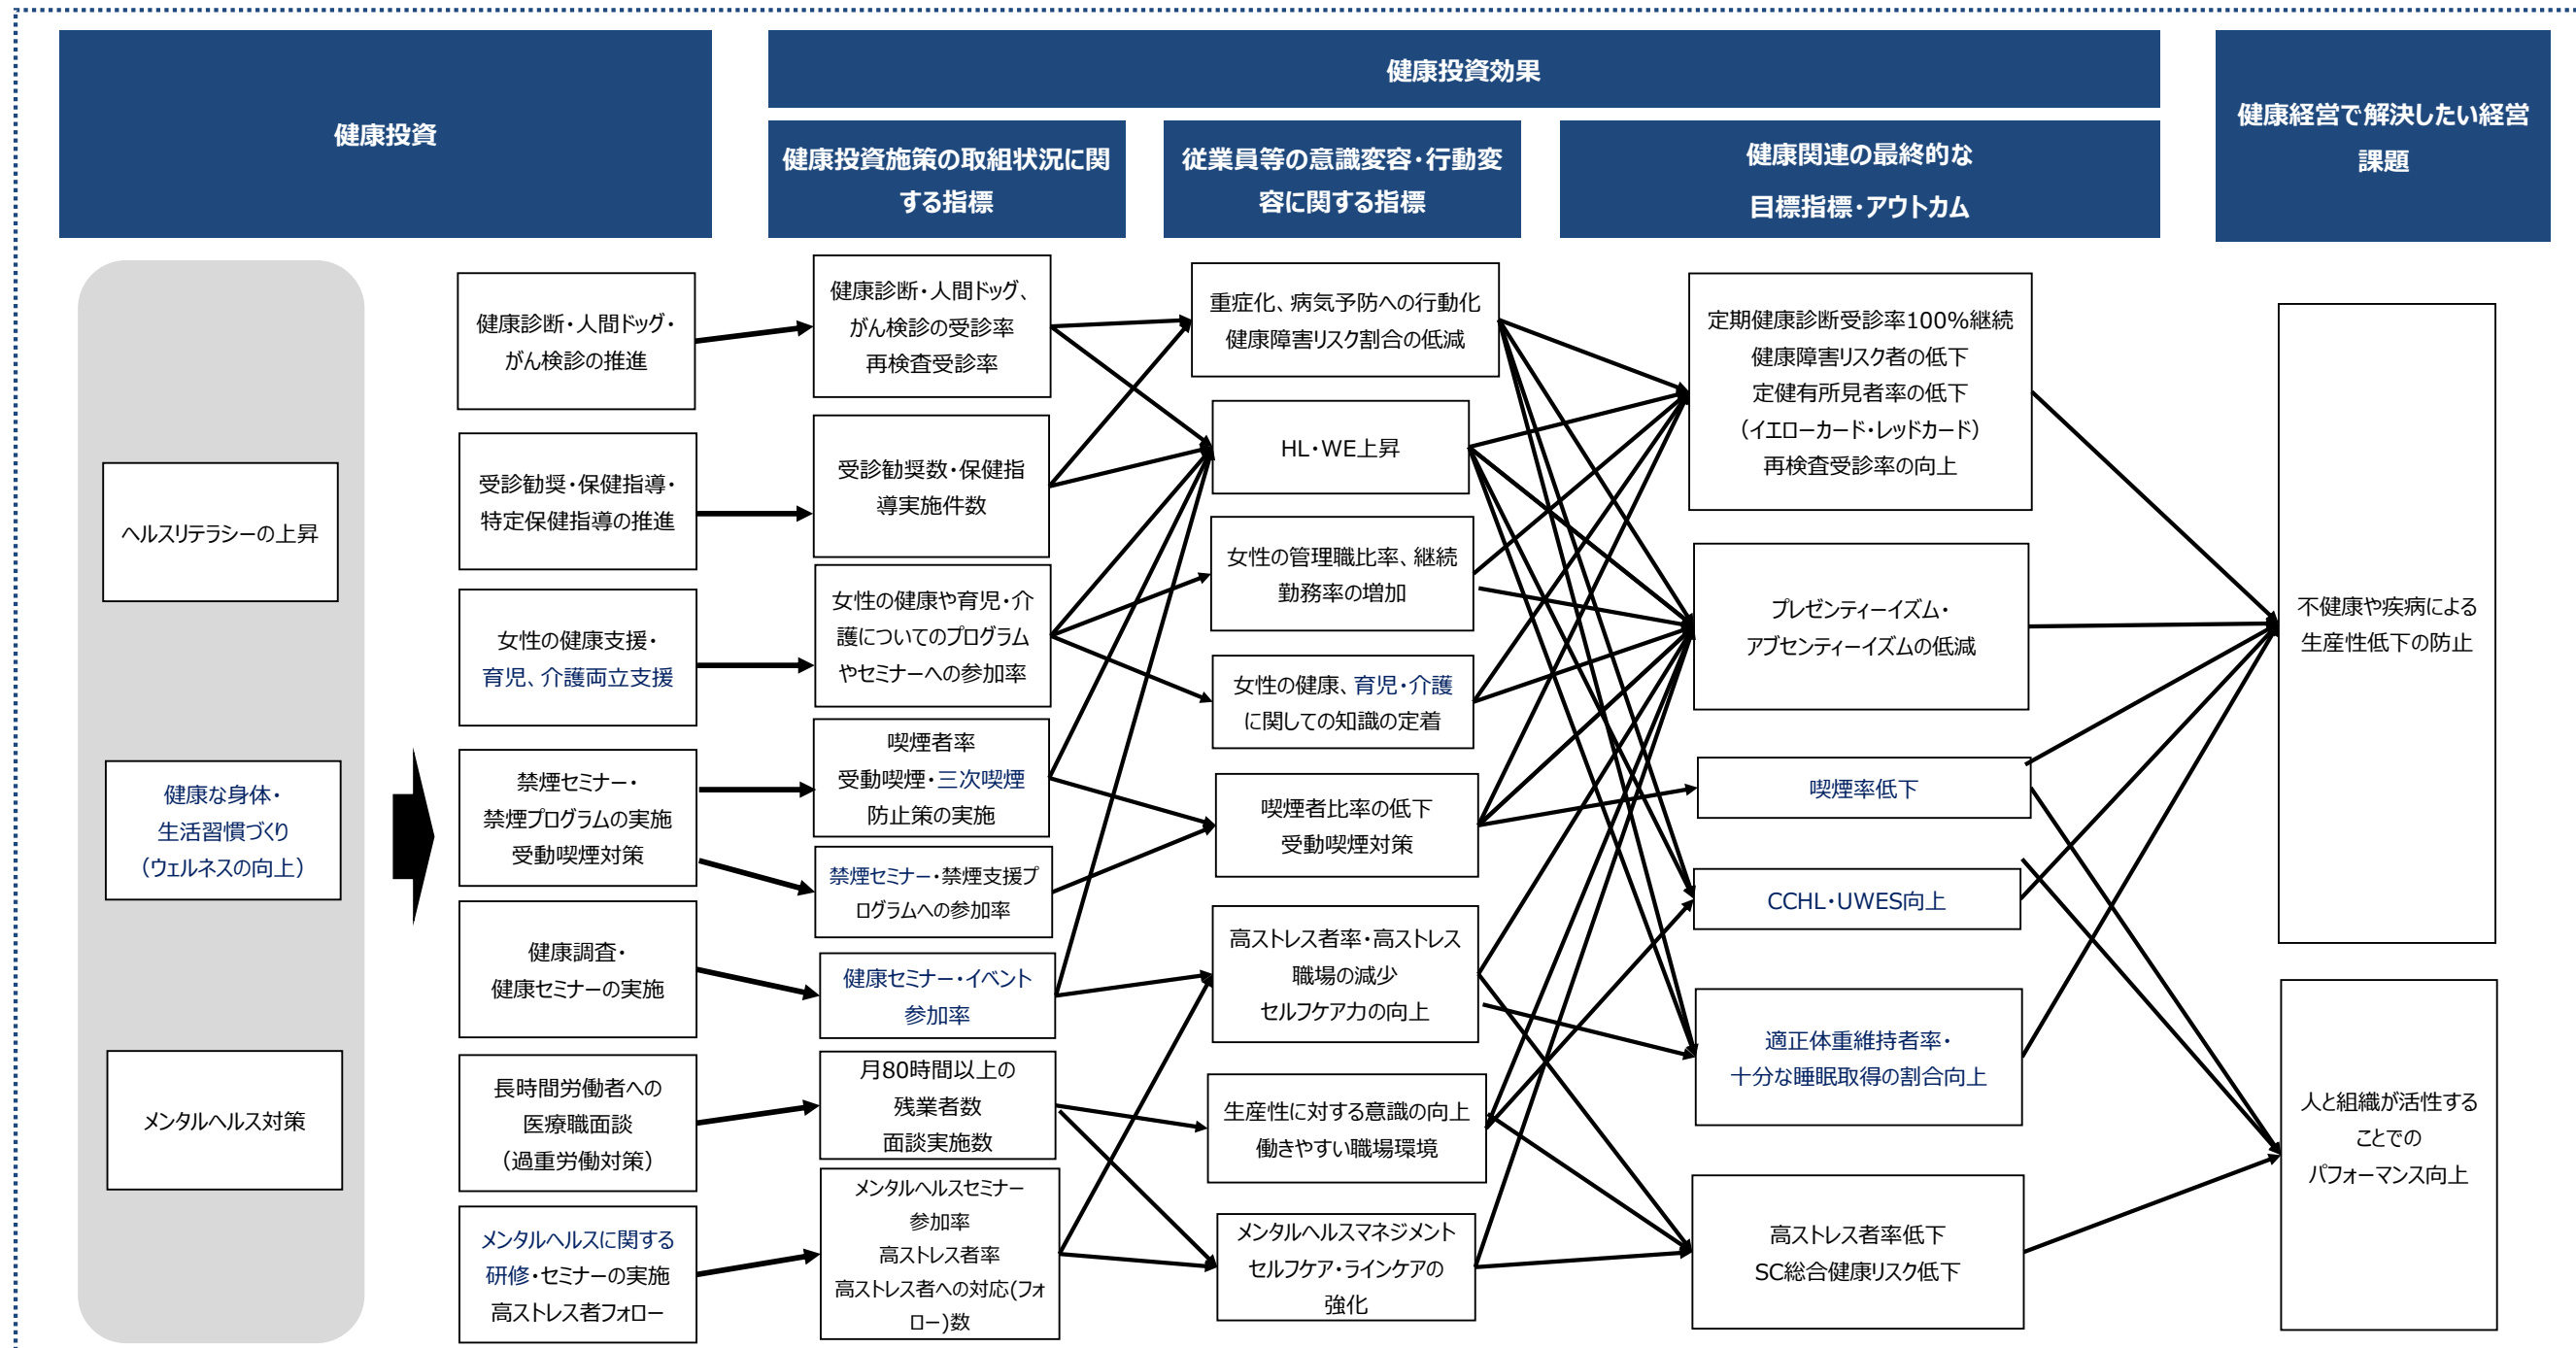 健康投資
健康投資効果
健康投資施策の取組状況に関
する指標
従業員等の意識変容・行動変
容に関する指標
健康関連の最終的な
目標指標・アウトカム
健康経営で解決したい経営
課題
ヘルスリテラシーの上昇
健康な身体・
生活習慣づくり
（ウェルネスの向上）
メンタルヘルス対策
健康診断・人間ドッグ・
がん検診の推進
受診勧奨・保健指導・
特定保健指導の推進
女性の健康支援・
育児、介護両立支援
禁煙セミナー・
禁煙プログラムの実施
受動喫煙対策
健康調査・
健康セミナーの実施
長時間労働者への
医療職面談
（過重労働対策）
メンタルヘルスに関する
研修・セミナーの実施
高ストレス者フォロー
健康診断・人間ドッグ、
がん検診の受診率
再検査受診率
受診勧奨数・保健指
導実施件数
女性の健康や育児・介
護についてのプログラム
やセミナーへの参加率
喫煙者率
受動喫煙・三次喫煙
防止策の実施
禁煙セミナー・禁煙支援プ
ログラムへの参加率
健康セミナー・イベント
参加率
月80時間以上の
残業者数
面談実施数
メンタルヘルスセミナー
参加率
高ストレス者率
高ストレス者への対応(フォ
ロー)数
重症化、病気予防への行動化
健康障害リスク割合の低減
HL・WE上昇
女性の管理職比率、継続
勤務率の増加
女性の健康、育児・介護
に関しての知識の定着
喫煙者比率の低下
受動喫煙対策
高ストレス者率・高ストレス
職場の減少
セルフケア力の向上
生産性に対する意識の向上
働きやすい職場環境
メンタルヘルスマネジメント
セルフケア・ラインケアの
強化
定期健康診断受診率100%継続
健康障害リスク者の低下
定健有所見者率の低下
（イエローカード・レッドカード）
再検査受診率の向上
プレゼンティーイズム・
アブセンティーイズムの低減
喫煙率低下
CCHL・UWES向上
適正体重維持者率・
十分な睡眠取得の割合向上
高ストレス者率低下
SC総合健康リスク低下
不健康や疾病による
生産性低下の防止
人と組織が活性する
ことでの
パフォーマンス向上